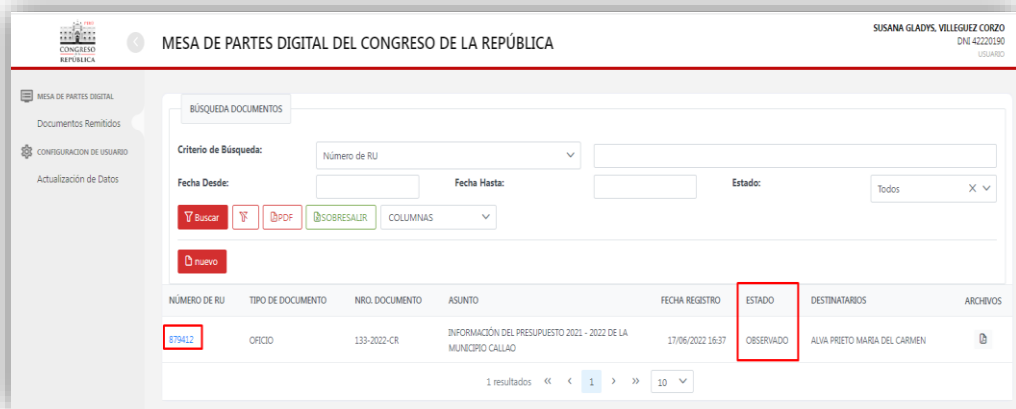 CONGRESO
REPÚBLICA
MESA DE PARTES DIGITAL DEL CONGRESO DE LA REPÚBLICA
SUSANA GLADYS, VILLEGUEZ CORZO
DNI 42220190
USUARIO
MESA DE PARTES DIGITAL
Documentos Remitidos
CONFIGURACION DE USUARIO
Actualización de Datos
BÚSQUEDA DOCUMENTOS
Criterio de Búsqueda: Número de RU
Fecha Desde: Fecha Hasta: Estado: Todos
Buscar PDF SOBRESALIR COLUMNAS
nuevo
NÚMERO DE RU TIPO DE DOCUMENTO NRO. DOCUMENTO ASUNTO FECHA REGISTRO ESTADO DESTINATARIOS ARCHIVOS
879412 OFICIO 133-2022-CR INFORMACIÓN DEL PRESUPUESTO 2021 - 2022 DE LA MUNICIPIO CALLAO 17/06/2022 16:37 OBSERVADO ALVA PRIETO MARIA DEL CARMEN
1 resultados « ‹ 1 › » 10